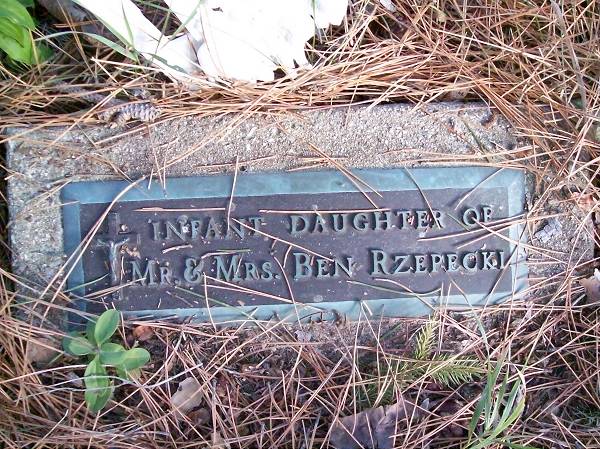 INFANT DAUGHTER OF
MR. & MRS. BEN RZEPECKI